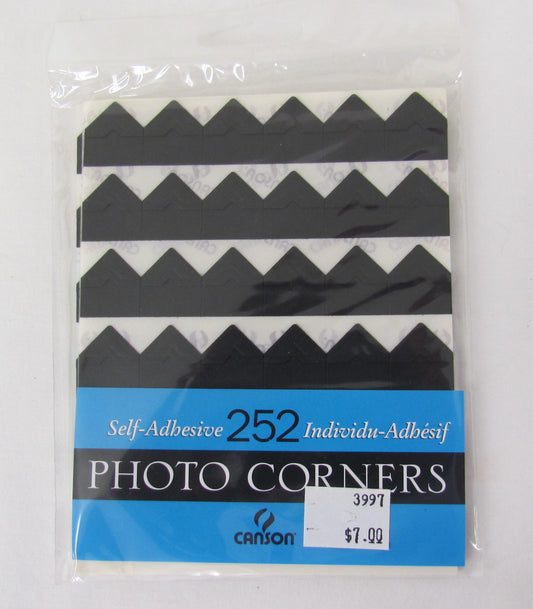 Self-Adhesive 252 Individu-Adhésif
PHOTO CORNERS
CANSON
3997
$7.00